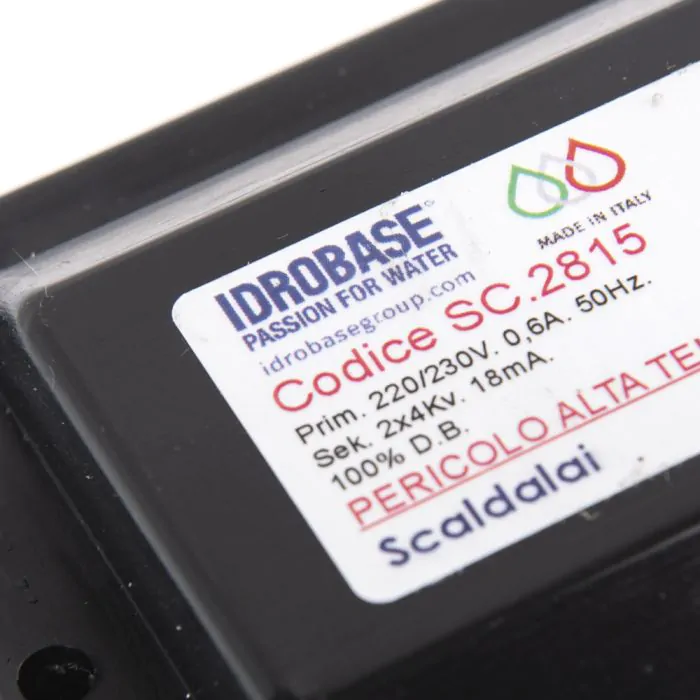 IDROBASE
PASSION FOR WATER
idrobasegroup.com
MADE IN ITALY
Codice SC.2815
Prim. 220/230V. 0,6A. 50Hz.
Sek. 2x4Kv. 18mA.
100% D.B.
PERICOLO ALTA TE
Scaldalai